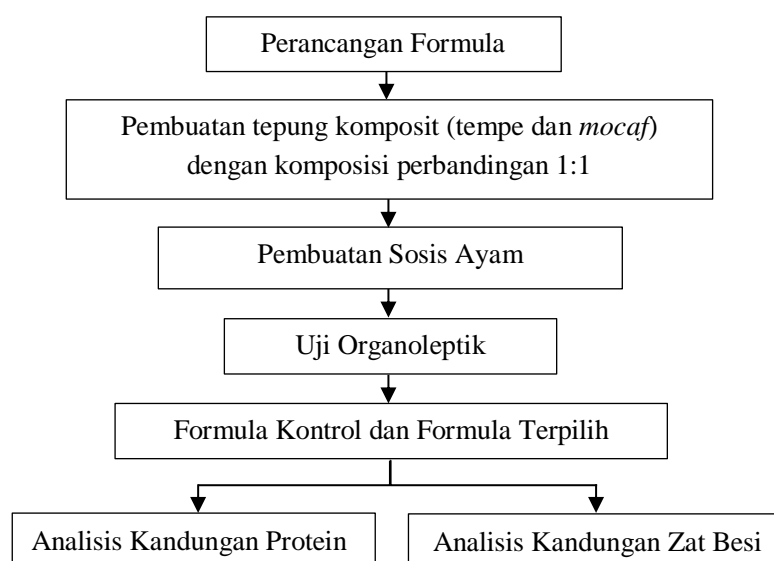 Perancangan Formula
Pembuatan tepung komposit (tempe dan mocaf)
dengan komposisi perbandingan 1:1
Pembuatan Sosis Ayam
Uji Organoleptik
Formula Kontrol dan Formula Terpilih
Analisis Kandungan Protein
Analisis Kandungan Zat Besi